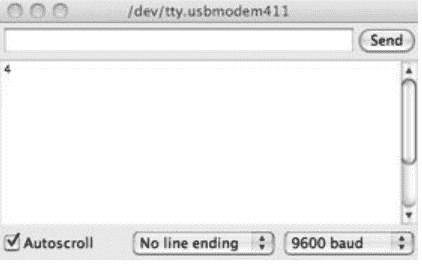 /dev/tty.usbmodem411
Send
4
Autoscroll
No line ending
9600 baud